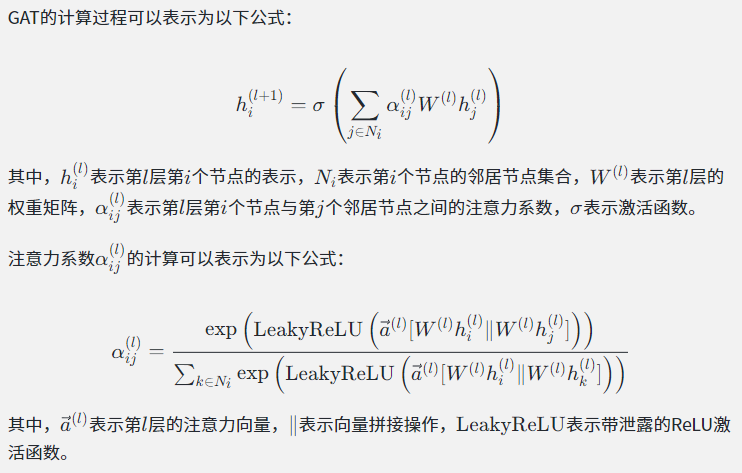 GAT的计算过程可以表示为以下公式：
$$h_i^{(l+1)} = \sigma \left( \sum_{j \in N_i} \alpha_{ij}^{(l)} W^{(l)} h_j^{(l)} \right)$$
其中，$h_i^{(l)}$表示第$l$层第$i$个节点的表示，$N_i$表示第$i$个节点的邻居节点集合，$W^{(l)}$表示第$l$层的
权重矩阵，$\alpha_{ij}^{(l)}$表示第$l$层第$i$个节点与第$j$个邻居节点之间的注意力系数，$\sigma$表示激活函数。
注意力系数$\alpha_{ij}^{(l)}$的计算可以表示为以下公式：
$$\alpha_{ij}^{(l)} = \frac{\exp \left( \text{LeakyReLU} \left( \vec{a}^{(l)} [W^{(l)} h_i^{(l)} \| W^{(l)} h_j^{(l)}] \right) \right)}{\sum_{k \in N_i} \exp \left( \text{LeakyReLU} \left( \vec{a}^{(l)} [W^{(l)} h_i^{(l)} \| W^{(l)} h_k^{(l)}] \right) \right)}$$
其中，$\vec{a}^{(l)}$表示第$l$层的注意力向量，$\|$表示向量拼接操作，$\text{LeakyReLU}$表示带泄露的ReLU激
活函数。